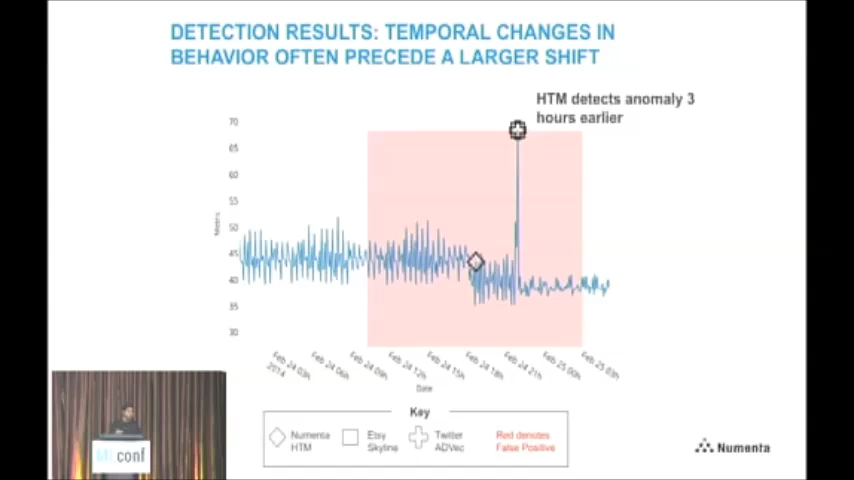 DETECTION RESULTS: TEMPORAL CHANGES IN
BEHAVIOR OFTEN PRECEDE A LARGER SHIFT
HTM detects anomaly 3
hours earlier
70
65
60
55
50
45
40
35
30
Metric
Feb 24 03h
2014
Feb 24 06h
Feb 24 09h
Feb 24 12h
Feb 24 15h
Feb 24 18h
Feb 24 21h
Feb 25 00h
Feb 25 03h
Date
Key
Numenta
HTM
Etsy
Skyline
Twitter
ADVec
Red denotes
False Positive
Numenta
conf